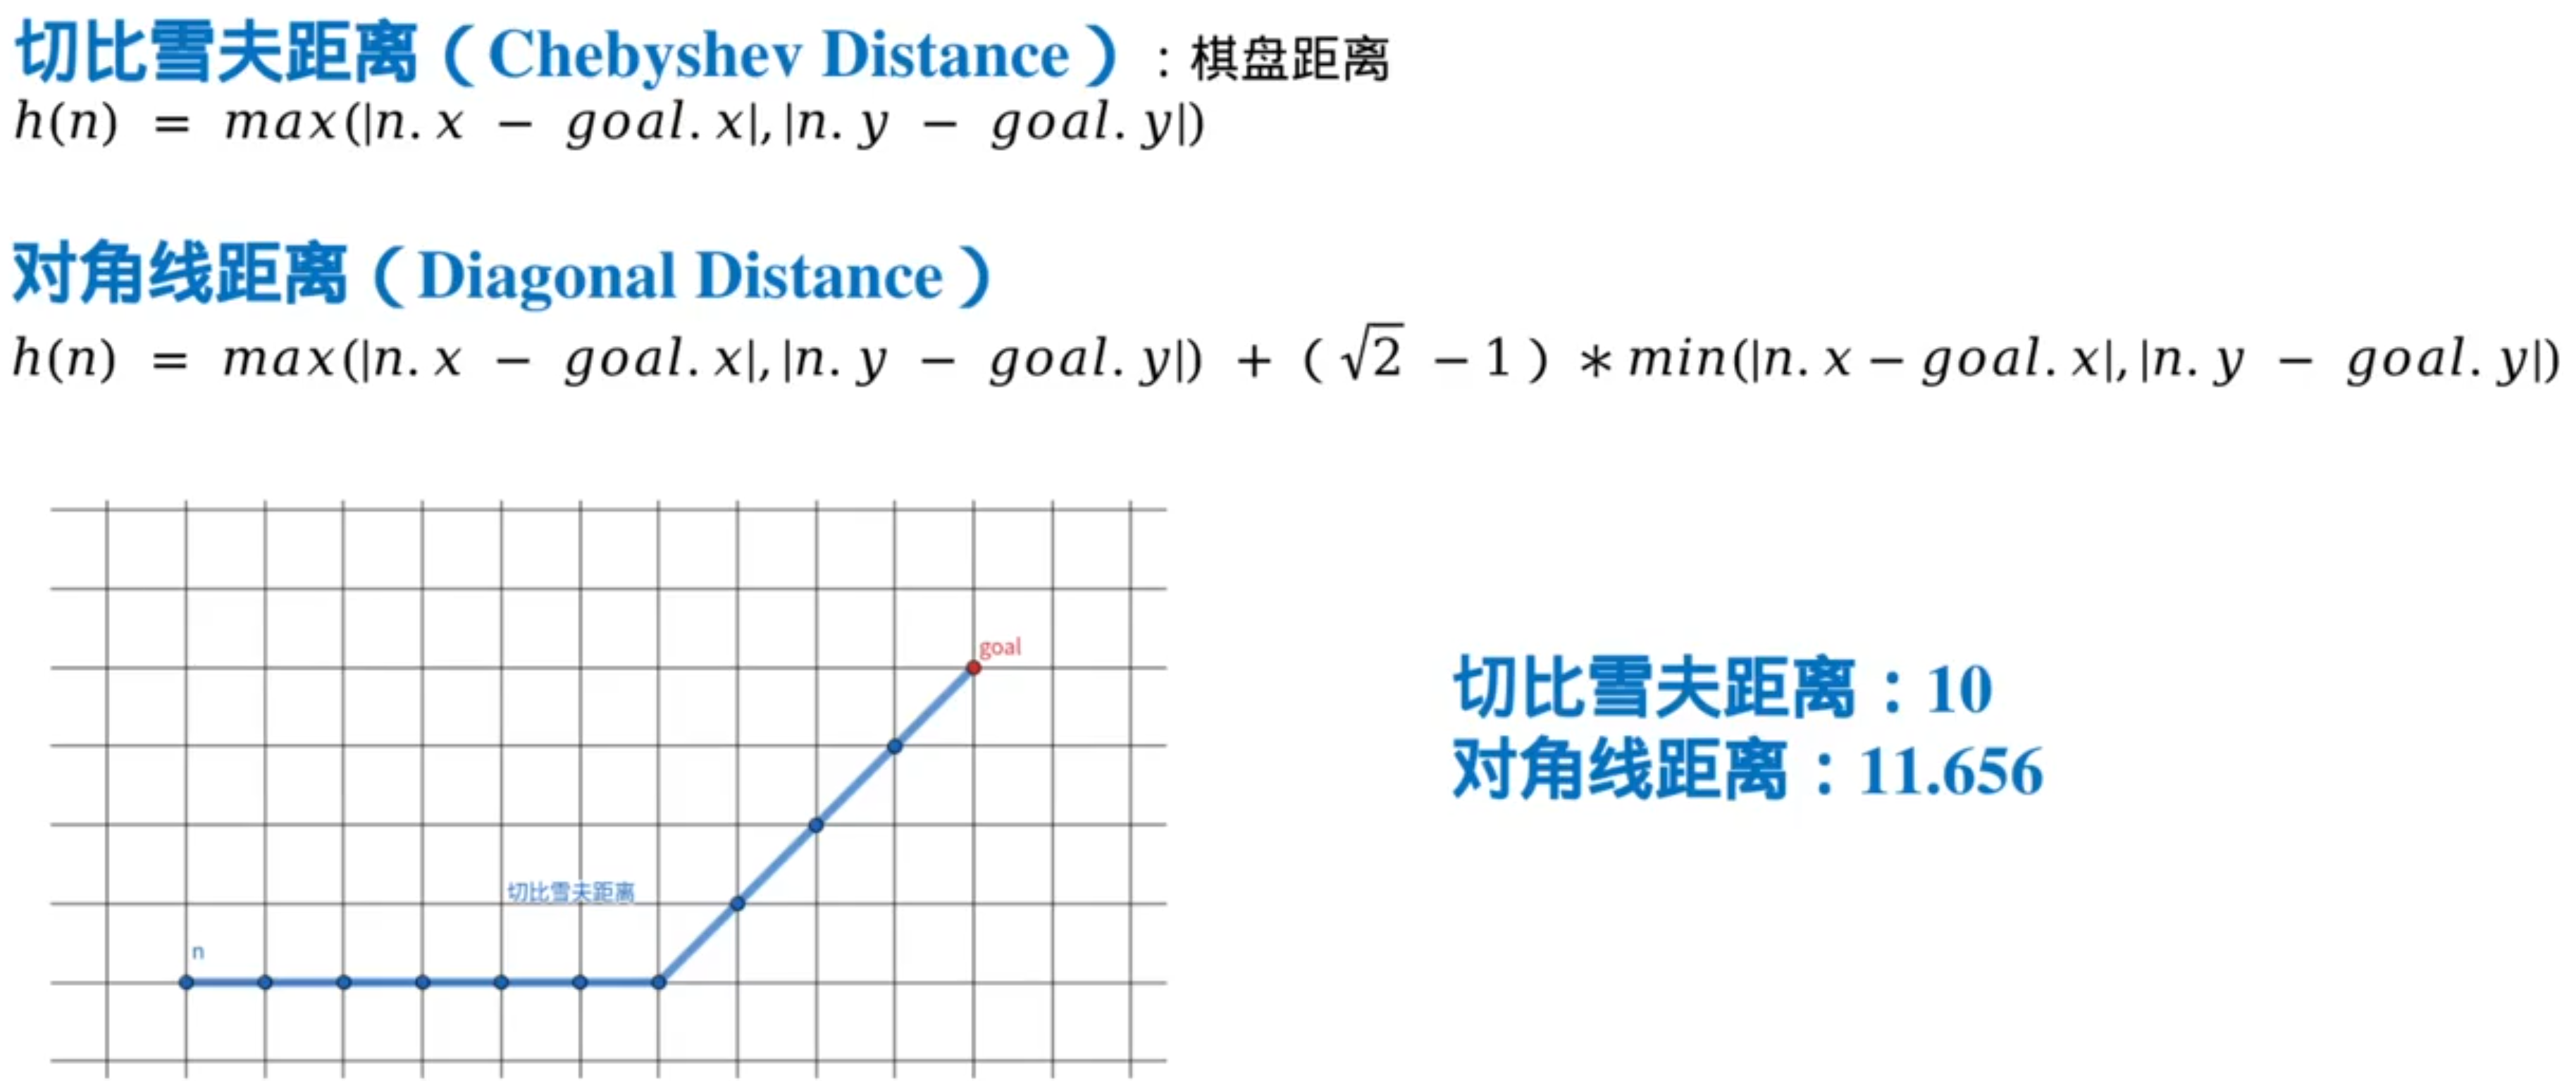 切比雪夫距离（Chebyshev Distance）：棋盘距离
h(n) = max(|n.x − goal.x|,|n.y − goal.y|)
对角线距离（Diagonal Distance）
h(n) = max(|n.x − goal.x|,|n.y − goal.y|) + (√2 −1) ∗min(|n.x−goal.x|,|n.y − goal.y|)
goal
切比雪夫距离：10
对角线距离：11.656
切比雪夫距离
n